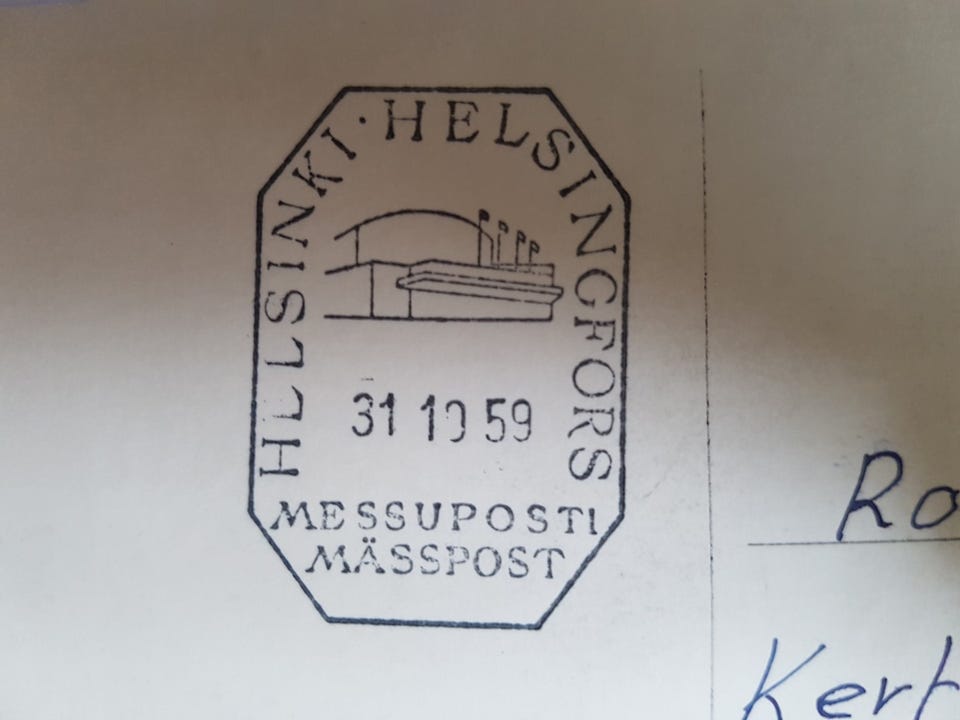 HELSINKI · HELSINGFORS
31 10 59
MESSUPOSTI
MÄSSPOST
Ro
Kert